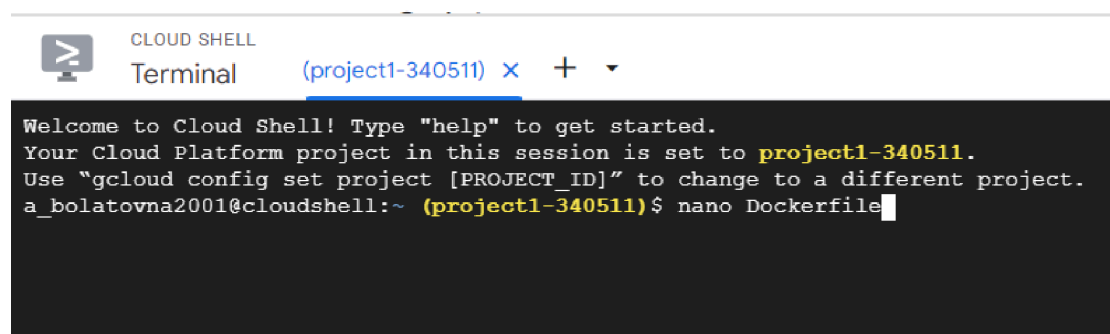 CLOUD SHELL
Terminal (project1-340511) × + ▾
Welcome to Cloud Shell! Type "help" to get started.
Your Cloud Platform project in this session is set to project1-340511.
Use “gcloud config set project [PROJECT_ID]” to change to a different project.
a_bolatovna2001@cloudshell:~ (project1-340511)$ nano Dockerfile